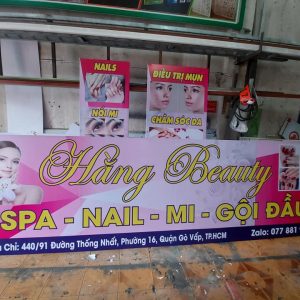 NAILS
NỐI MI
ĐIỀU TRỊ MỤN
CHĂM SÓC DA
Hằng Beauty
SPA - NAIL - MI - GỘI ĐẦU
Chỉ: 440/91 Đường Thống Nhất, Phường 16, Quận Gò Vấp, TP.HCM
Zalo: 077 881